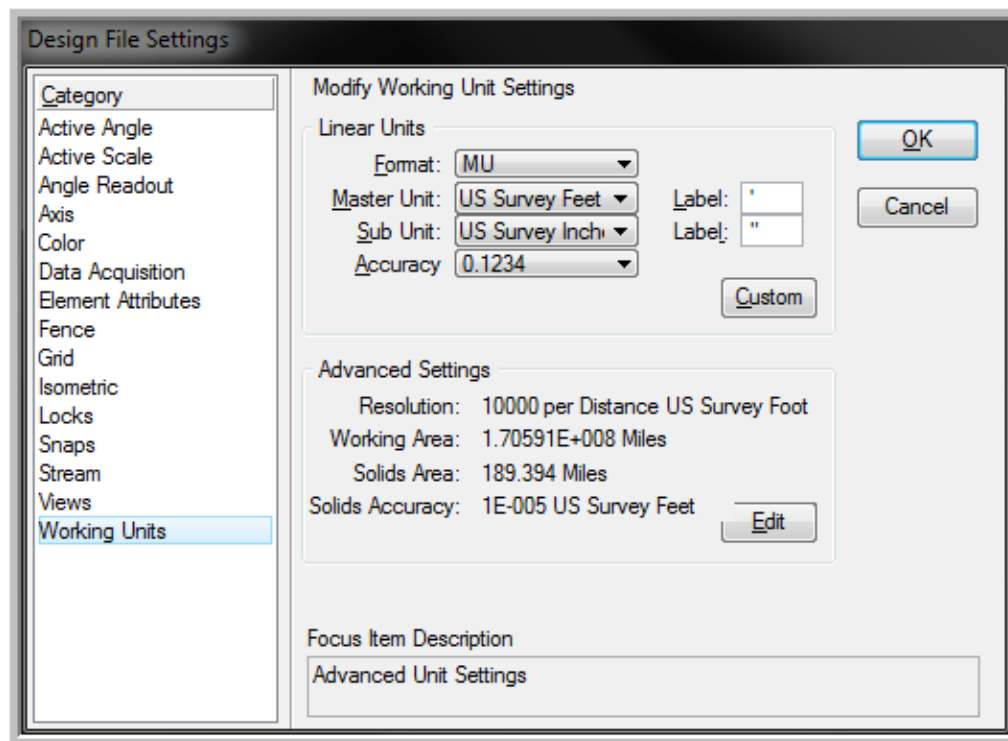 Design File Settings
Category
Active Angle
Active Scale
Angle Readout
Axis
Color
Data Acquisition
Element Attributes
Fence
Grid
Isometric
Locks
Snaps
Stream
Views
Working Units
Modify Working Unit Settings
Linear Units
Format: MU
Master Unit: US Survey Feet Label: '
Sub Unit: US Survey Inch Label: "
Accuracy 0.1234
Custom
Advanced Settings
Resolution: 10000 per Distance US Survey Foot
Working Area: 1.70591E+008 Miles
Solids Area: 189.394 Miles
Solids Accuracy: 1E-005 US Survey Feet
Edit
Focus Item Description
Advanced Unit Settings
OK
Cancel